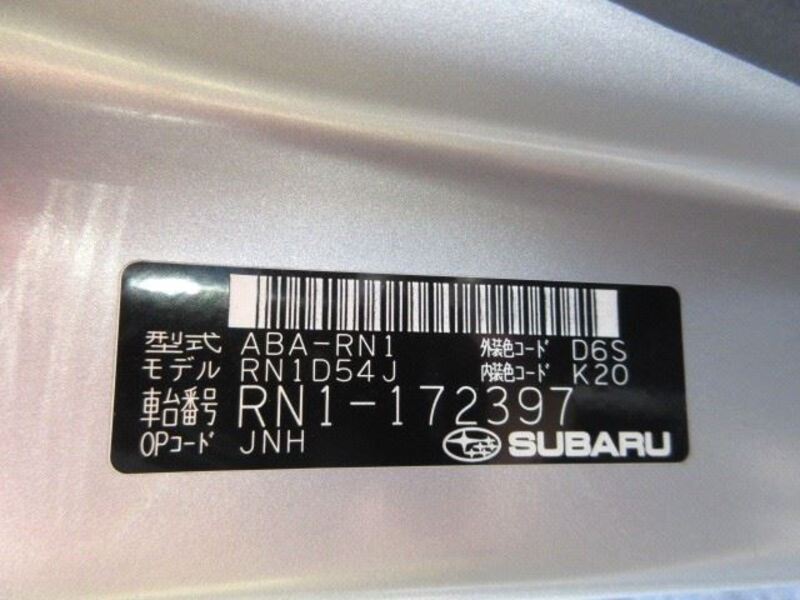 型式 ABA-RN1 外装色コード D6S
モデル RN1D54J 内装色コード K20
車台番号 RN1-172397
OPコード JNH SUBARU